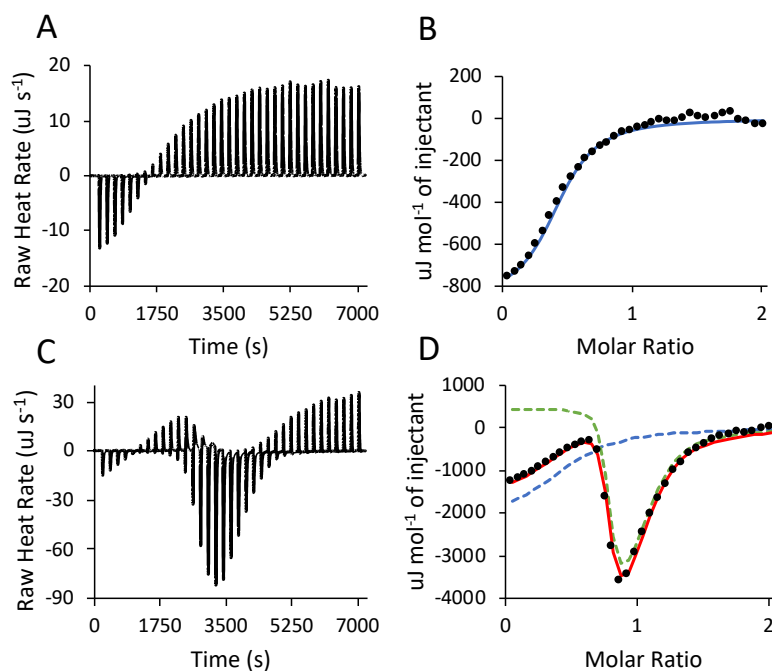 A
Raw Heat Rate (uJ s⁻¹)
20
10
0
-10
-20
0 1750 3500 5250 7000
Time (s)
B
uJ mol⁻¹ of injectant
200
0
-200
-400
-600
-800
0 1 2
Molar Ratio
C
Raw Heat Rate (uJ s⁻¹)
30
0
-30
-60
-90
0 1750 3500 5250 7000
Time (s)
D
uJ mol⁻¹ of injectant
1000
0
-1000
-2000
-3000
-4000
0 1 2
Molar Ratio